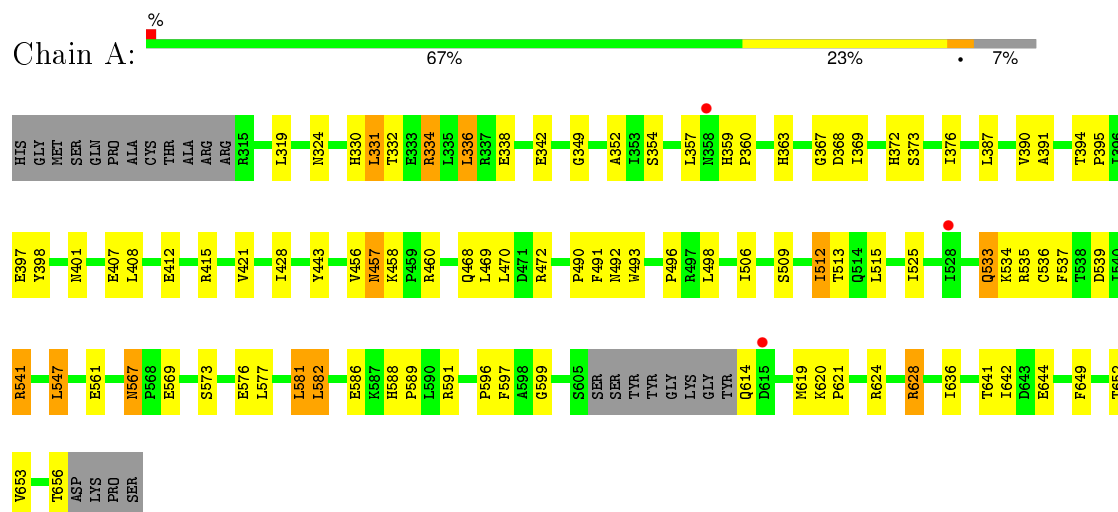 %
Chain A:
67% 23% • 7%
HIS GLY MET SER GLN PRO ALA CYS THR ALA ARG ARG R315 L319 N324 H330 L331 T332 E333 R334 L335 L336 R337 E338 E342 G349 A352 I353 S354 L357 N358 H359 P360 H363 G367 D368 I369 H372 S373 I376 L387 V390 A391 T394 P395 I396
E397 Y398 N401 E407 L408 E412 R415 V421 I428 Y443 V456 N457 K458 P459 R460 Q468 L469 L470 D471 R472 P490 F491 N492 W493 P496 R497 L498 I506 S509 I512 T513 Q514 L515 I525 I528 Q533 K534 R535 C536 F537 T538 D539 I540
R541 L547 E561 N567 P568 E569 S573 E576 L577 L581 L582 E586 K587 H588 P589 L590 R591 P596 F597 A598 G599 S605 SER SER TYR TYR GLY LYS GLY TYR Q614 D615 M619 K620 P621 R624 R628 I636 T641 I642 D643 E644 F649 T652
V653 T656 ASP LYS PRO SER